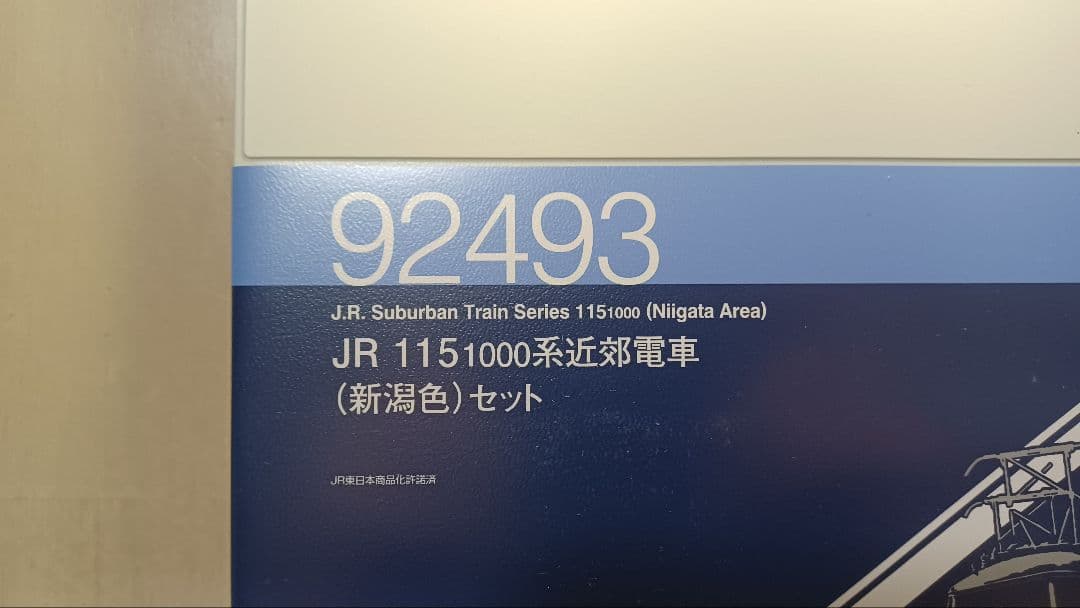 92493
J.R. Suburban Train Series 1151000 (Niigata Area)
JR 1151000系近郊電車
(新潟色)セット
JR東日本商品化許諾済